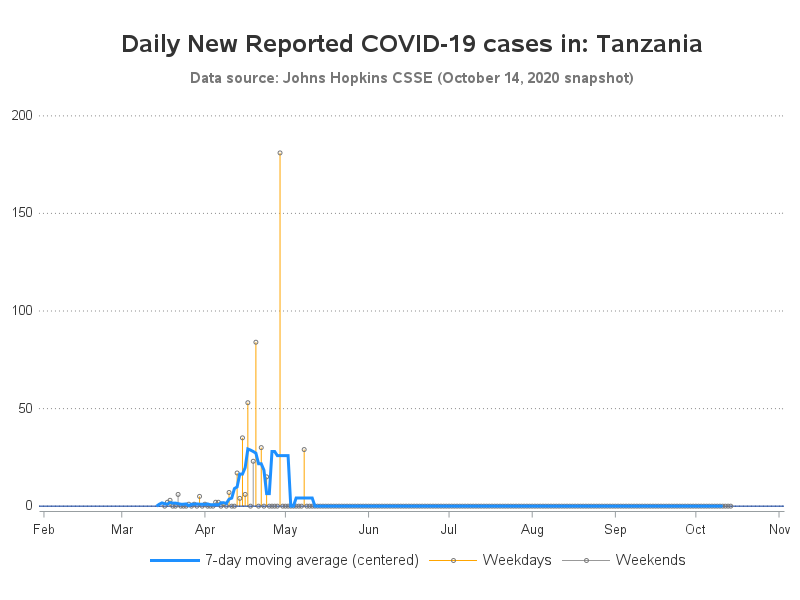 Daily New Reported COVID-19 cases in: Tanzania
Data source: Johns Hopkins CSSE (October 14, 2020 snapshot)
200
150
100
50
0
Feb Mar Apr May Jun Jul Aug Sep Oct Nov
7-day moving average (centered) Weekdays Weekends